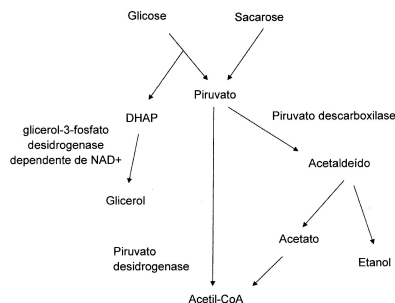 Glicose
Sacarose
Piruvato
DHAP
Piruvato descarboxilase
glicerol-3-fosfato
desidrogenase
dependente de NAD+
Acetaldeido
Glicerol
Acetato
Piruvato
desidrogenase
Etanol
Acetil-CoA